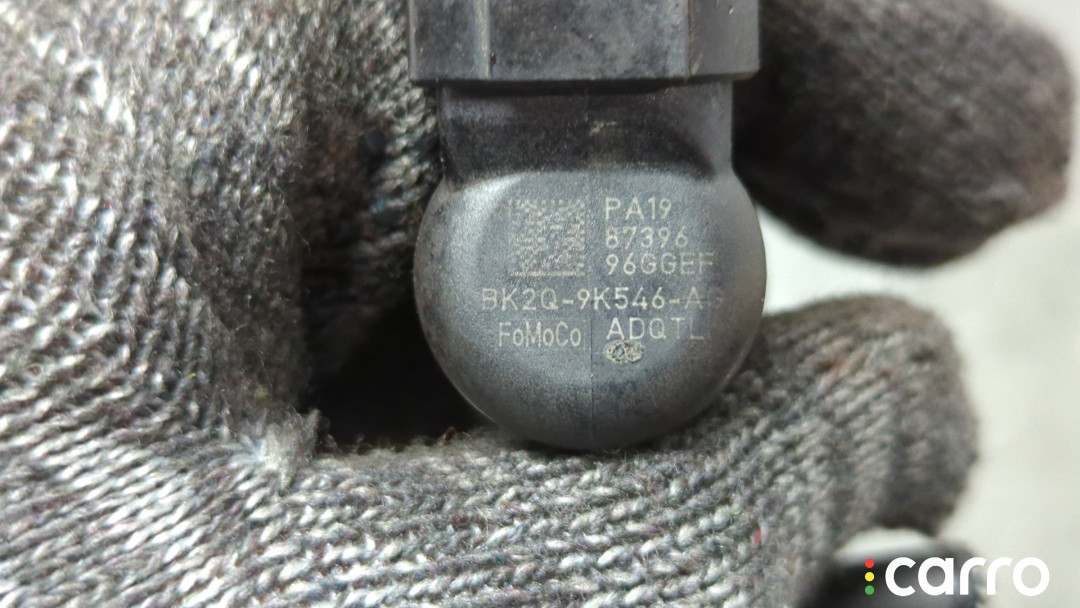 PA19
87396
96GGEF
BK2Q-9K546-AG
FoMoCo ADQTL
carro